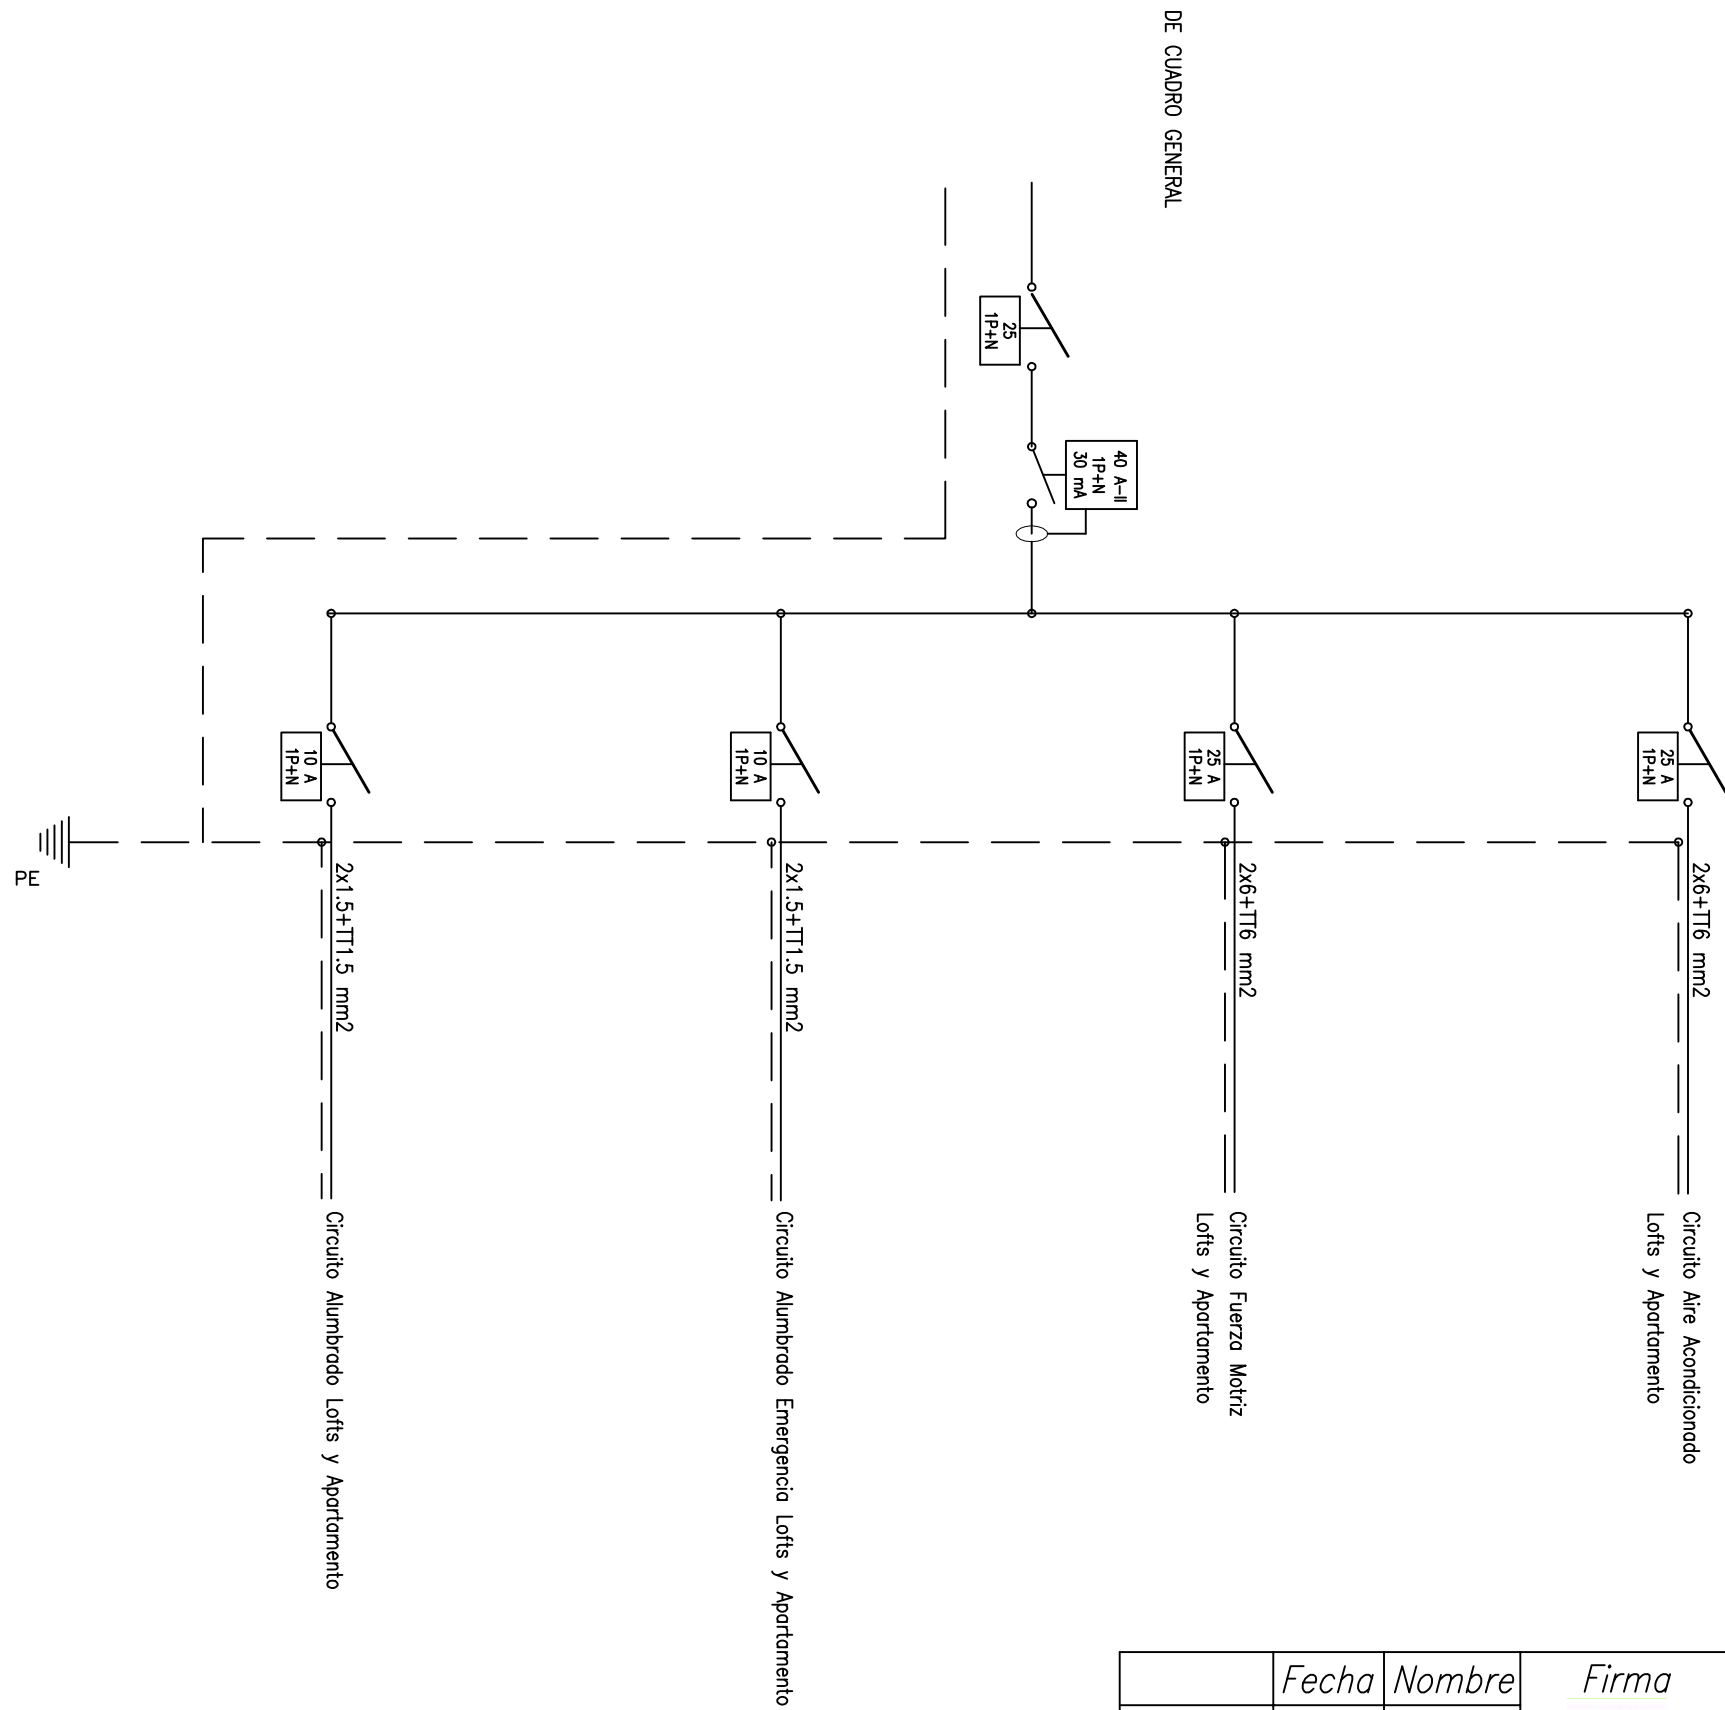 DE CUADRO GENERAL
25
1P+N
40 A-II
1P+N
30 mA
10 A
1P+N
10 A
1P+N
25 A
1P+N
25 A
1P+N
PE
2x1.5+TT1.5 mm2
2x1.5+TT1.5 mm2
2x6+TT6 mm2
2x6+TT6 mm2
Circuito Alumbrado Lofts y Apartamento
Circuito Alumbrado Emergencia Lofts y Apartamento
Circuito Fuerza Motriz
Lofts y Apartamento
Circuito Aire Acondicionado
Lofts y Apartamento
Fecha Nombre Firma